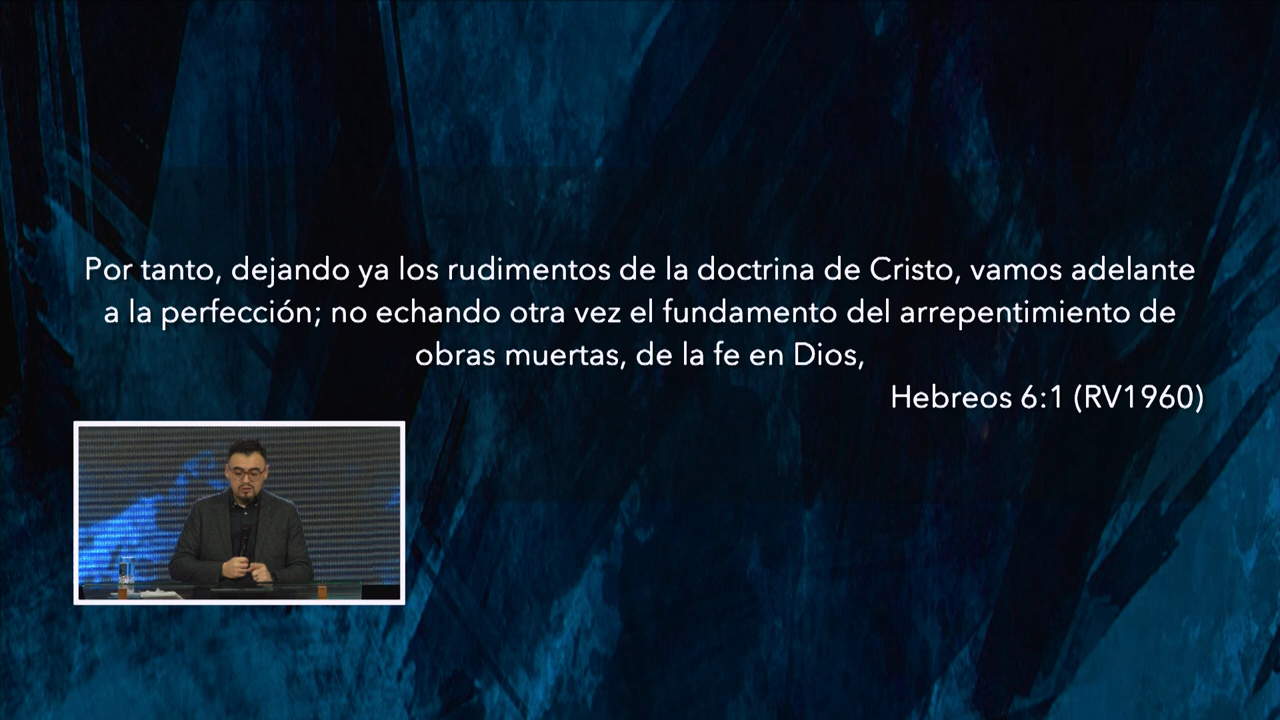 Por tanto, dejando ya los rudimentos de la doctrina de Cristo, vamos adelante
a la perfección; no echando otra vez el fundamento del arrepentimiento de
obras muertas, de la fe en Dios,
Hebreos 6:1 (RV1960)